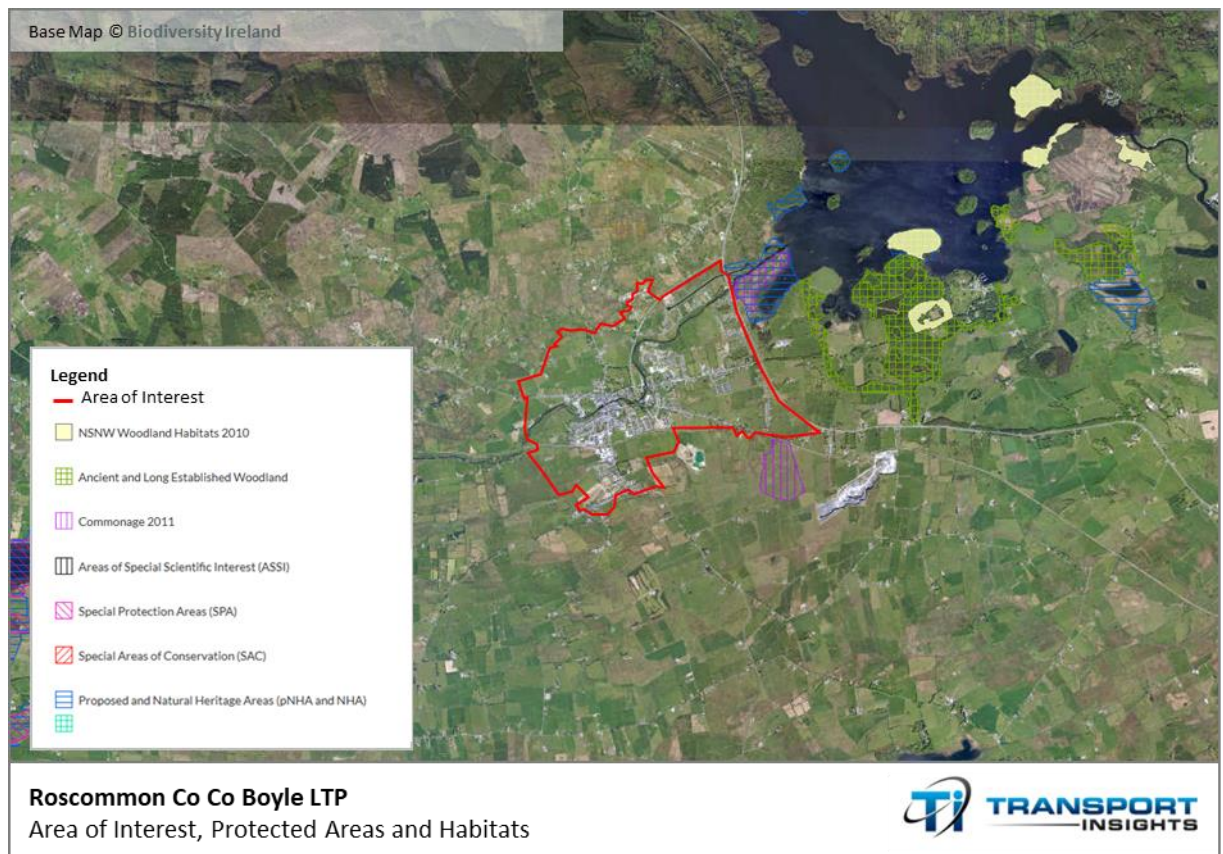 Base Map © Biodiversity Ireland
Legend
Area of Interest
NSNW Woodland Habitats 2010
Ancient and Long Established Woodland
Commonage 2011
Areas of Special Scientific Interest (ASSI)
Special Protection Areas (SPA)
Special Areas of Conservation (SAC)
Proposed and Natural Heritage Areas (pNHA and NHA)
Roscommon Co Co Boyle LTP
Area of Interest, Protected Areas and Habitats
Ti TRANSPORT
INSIGHTS